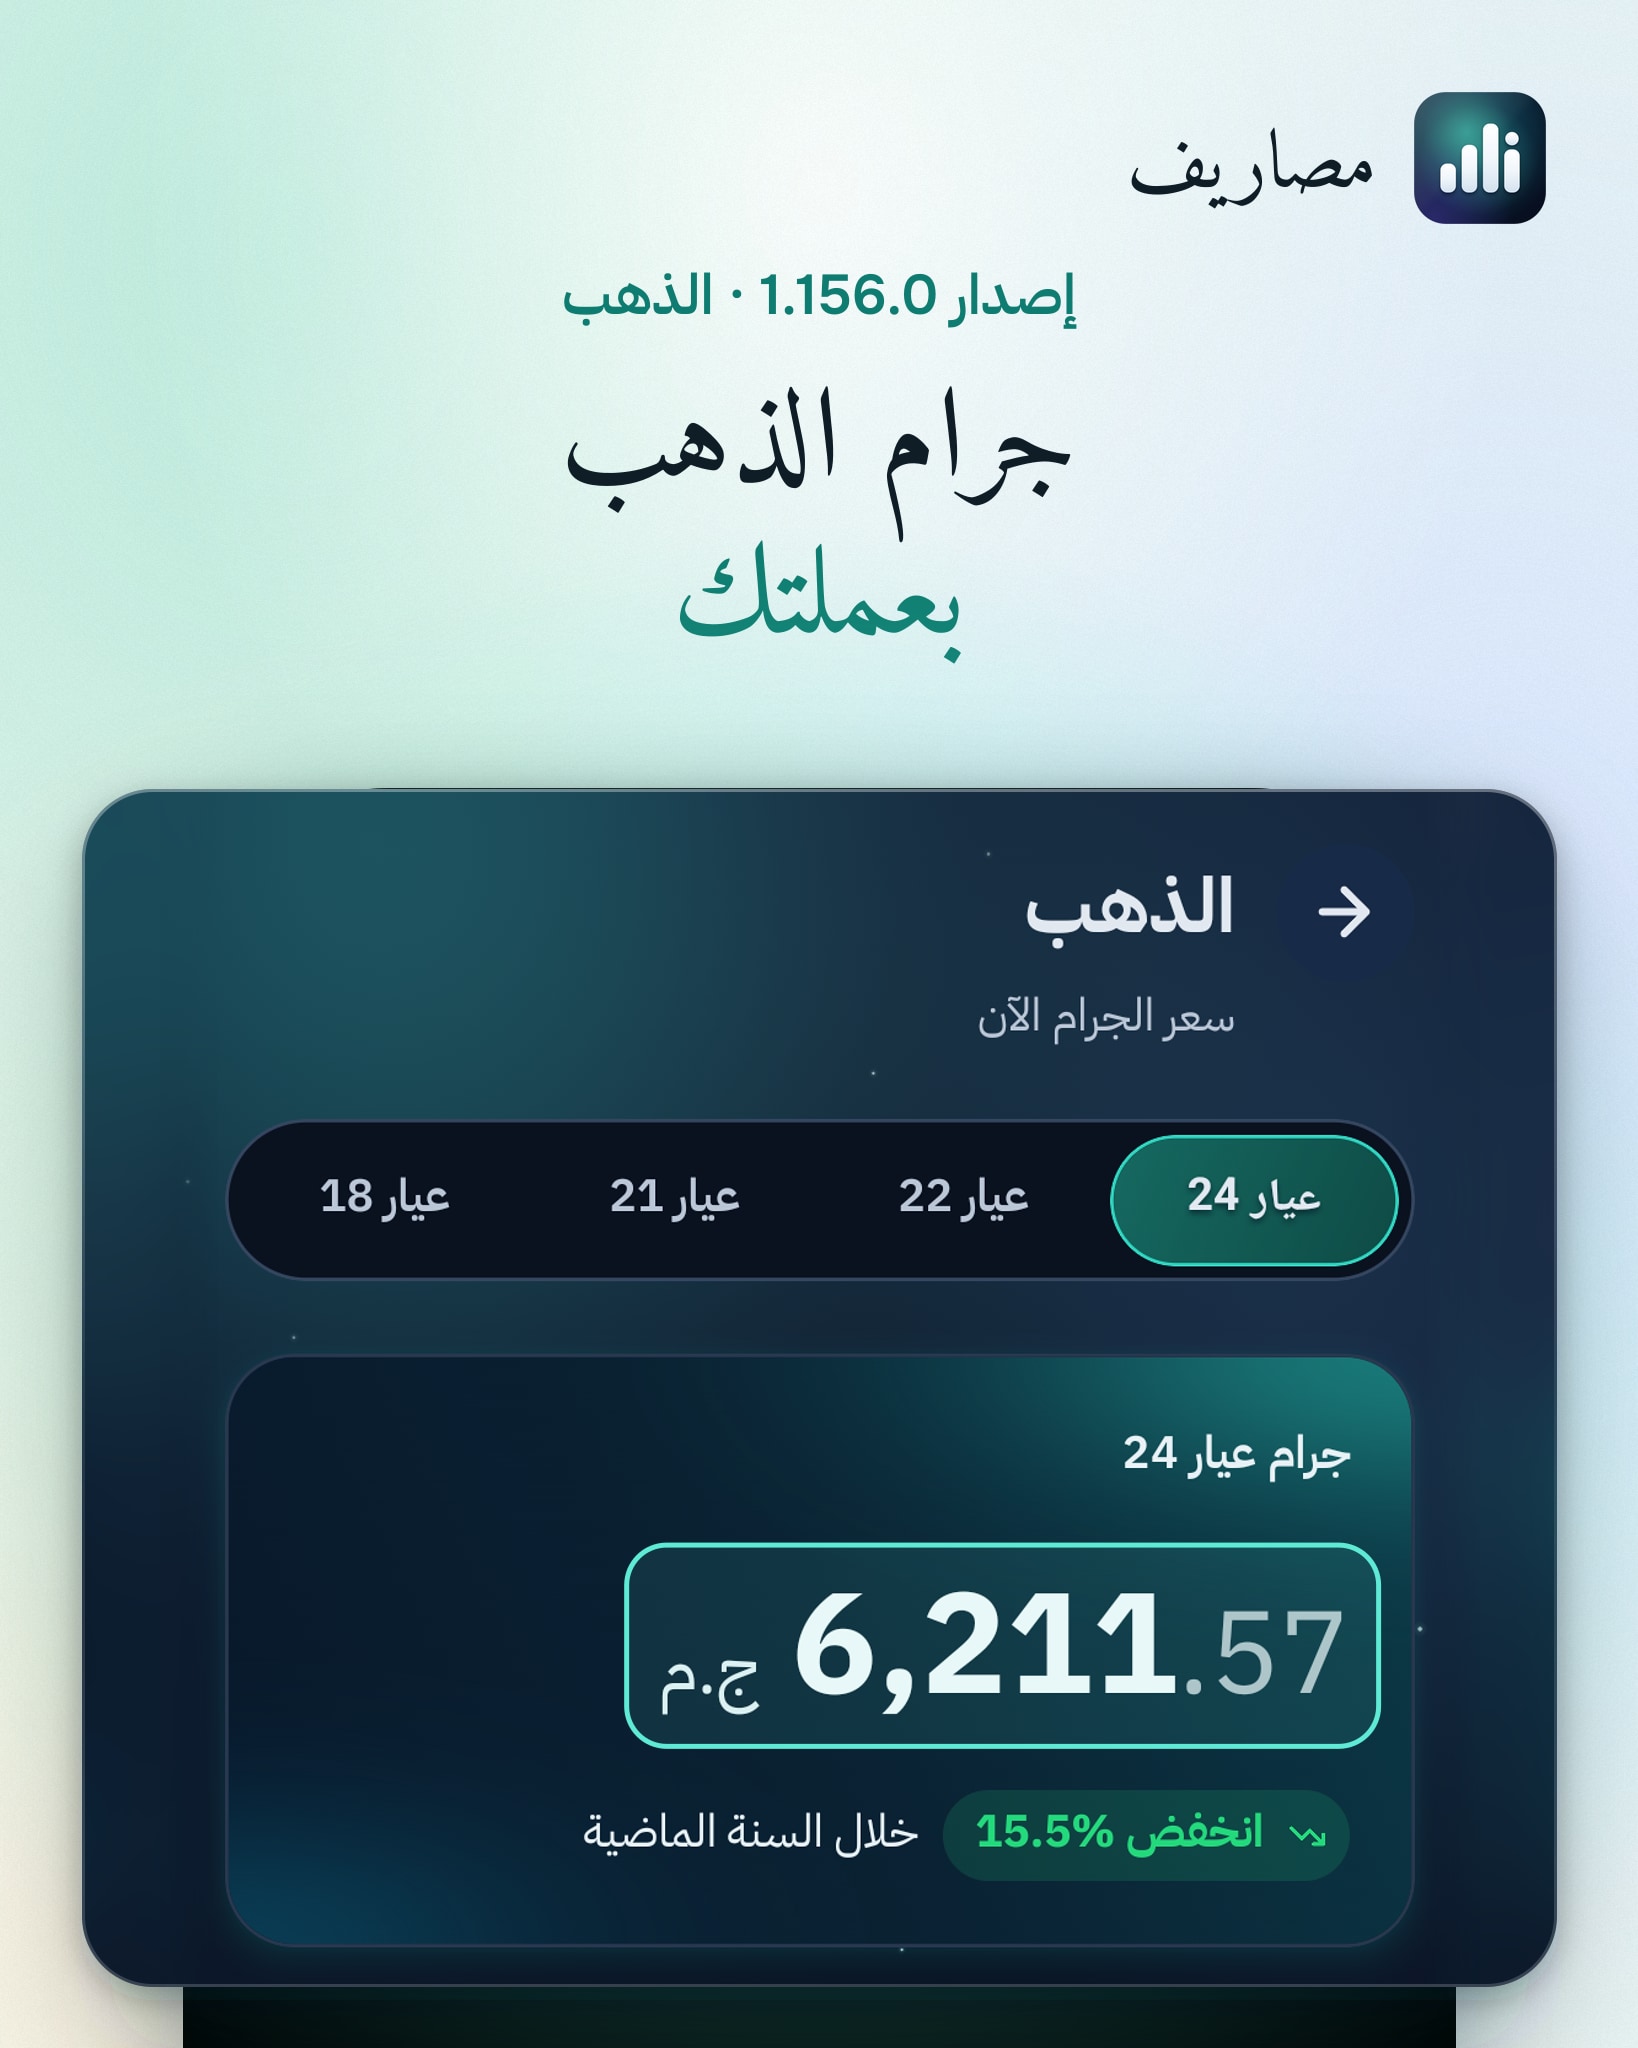 مصاريف
إصدار 1.156.0 · الذهب
جرام الذهب
بعملتك
الذهب
سعر الجرام الآن
عيار 24
عيار 22
عيار 21
عيار 18
جرام عيار 24
6,211.57 ج.م
انخفض 15.5% خلال السنة الماضية